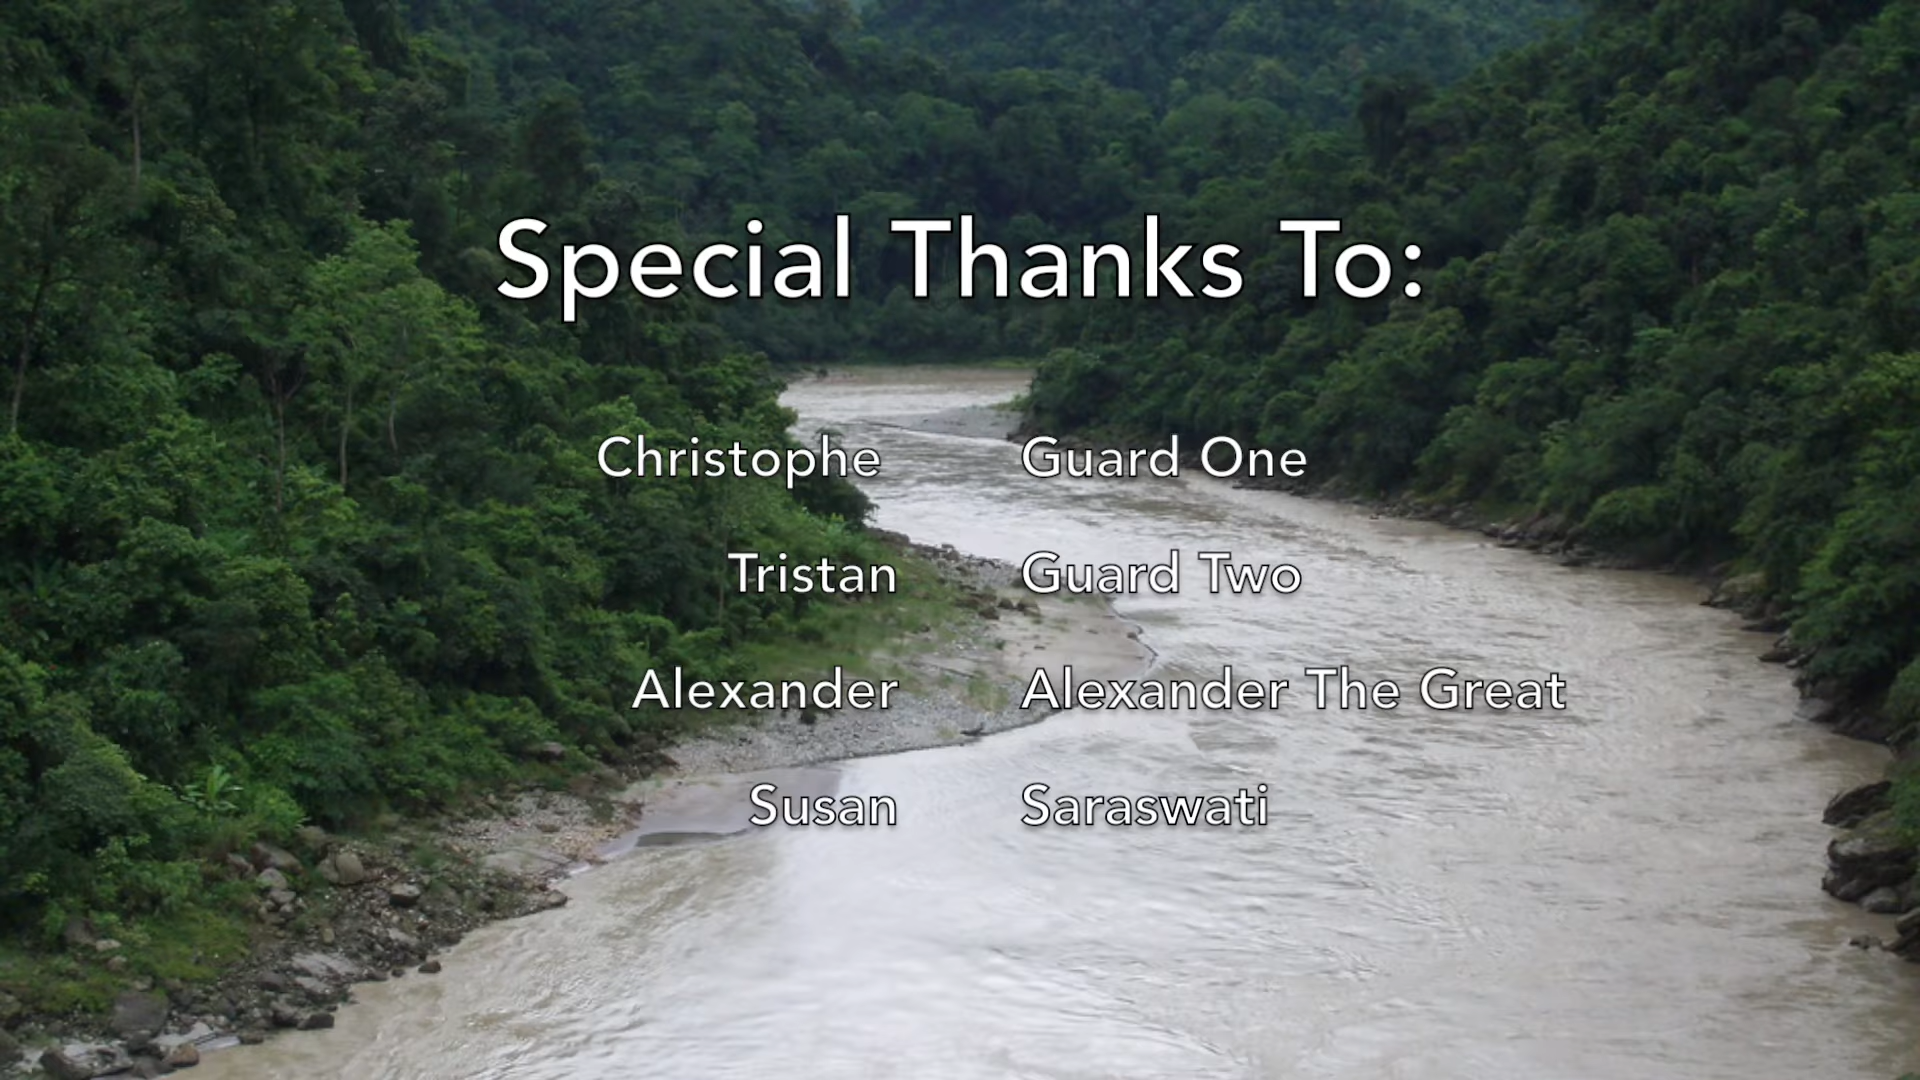 Special Thanks To:
Christophe Guard One
Tristan Guard Two
Alexander Alexander The Great
Susan Saraswati